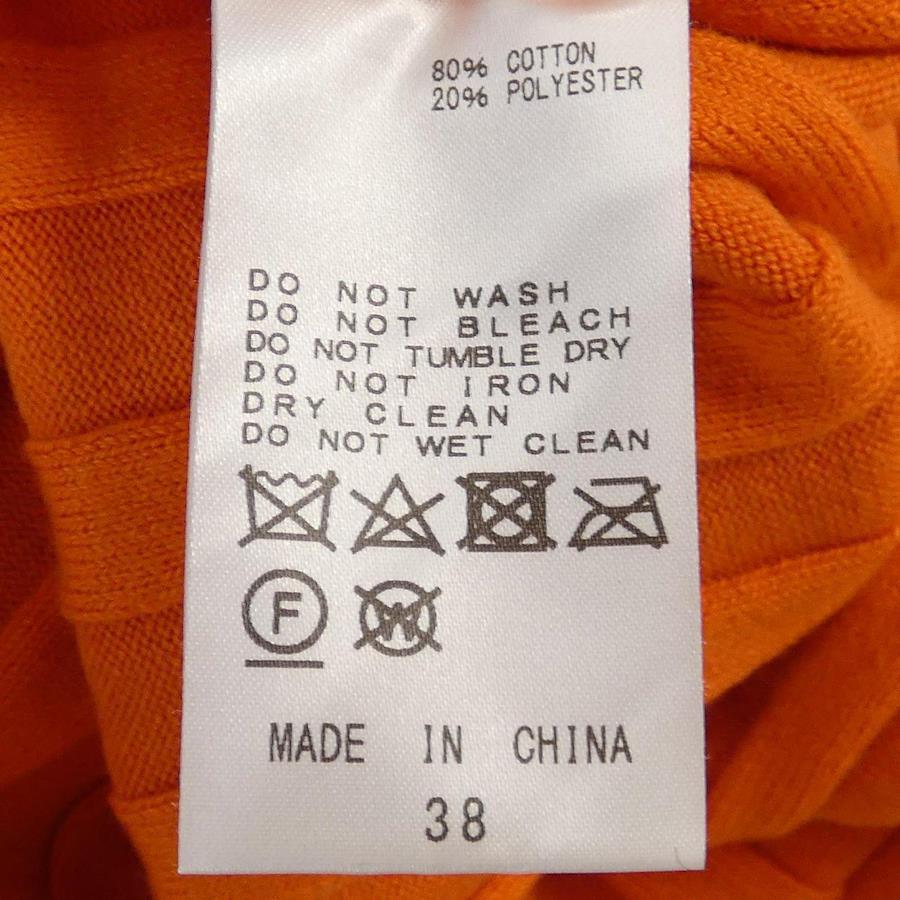 80% COTTON
20% POLYESTER
DO NOT WASH
DO NOT BLEACH
DO NOT TUMBLE DRY
DO NOT IRON
DRY CLEAN
DO NOT WET CLEAN
F W
MADE IN CHINA
38